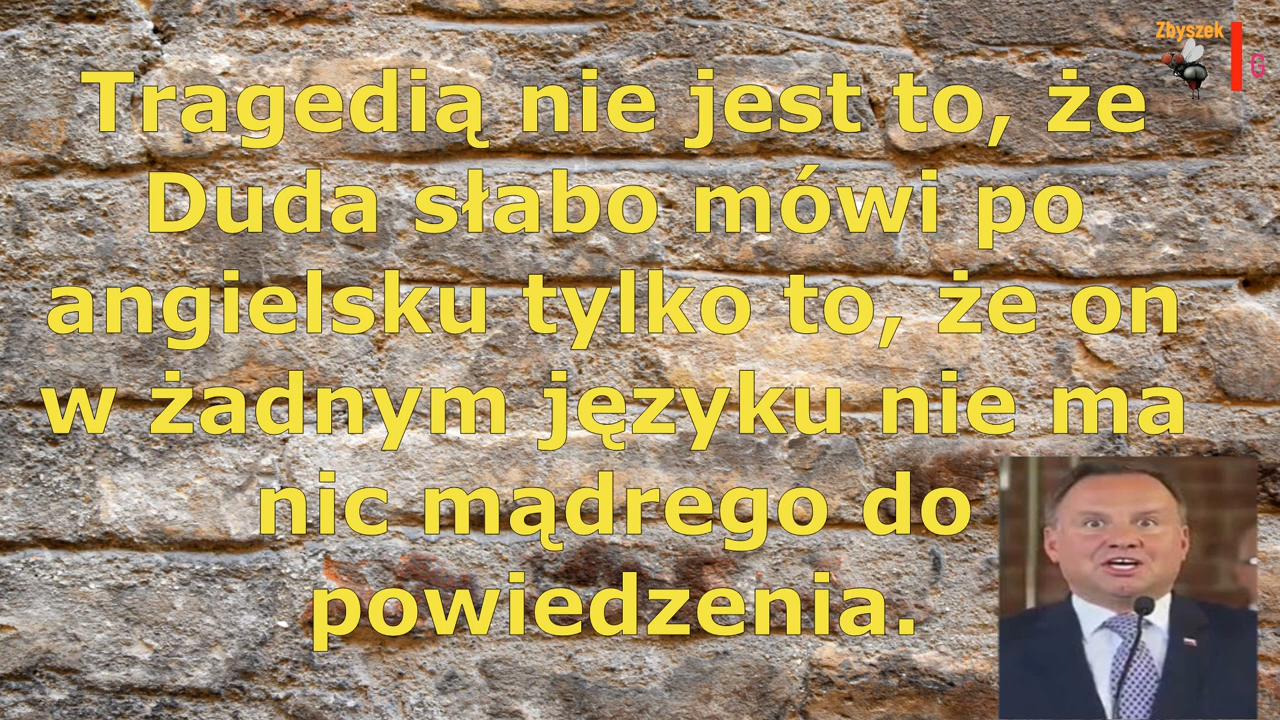 Zbyszek
G
Tragedią nie jest to, że
Duda słabo mówi po
angielsku tylko to, że on
w żadnym języku nie ma
nic mądrego do
powiedzenia.